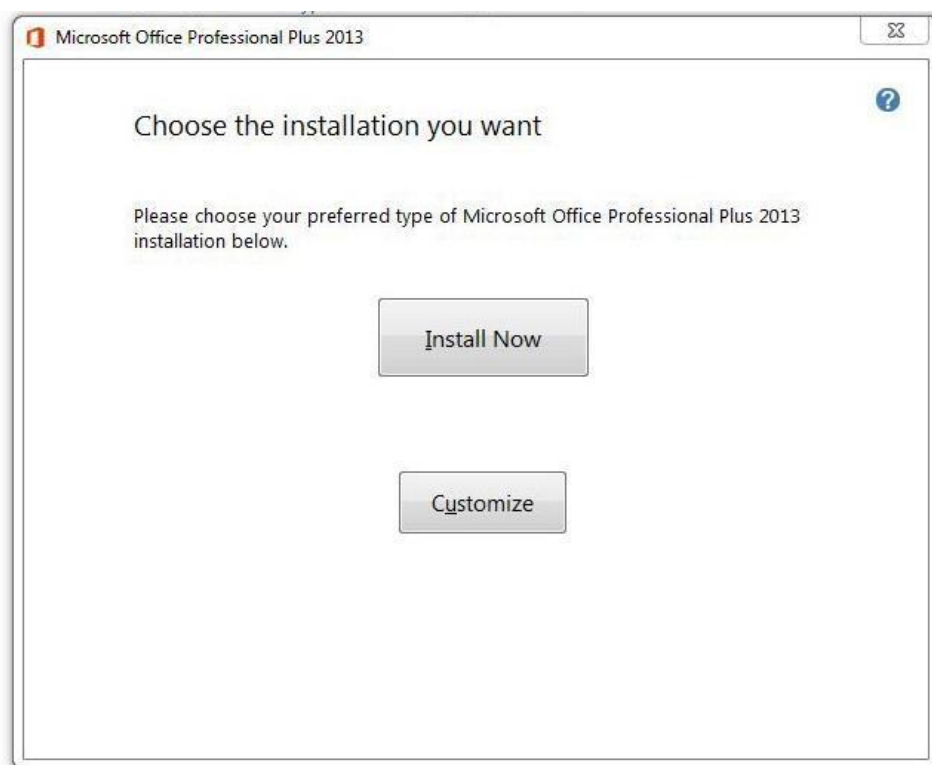 Microsoft Office Professional Plus 2013
Choose the installation you want
Please choose your preferred type of Microsoft Office Professional Plus 2013
installation below.
Install Now
Customize